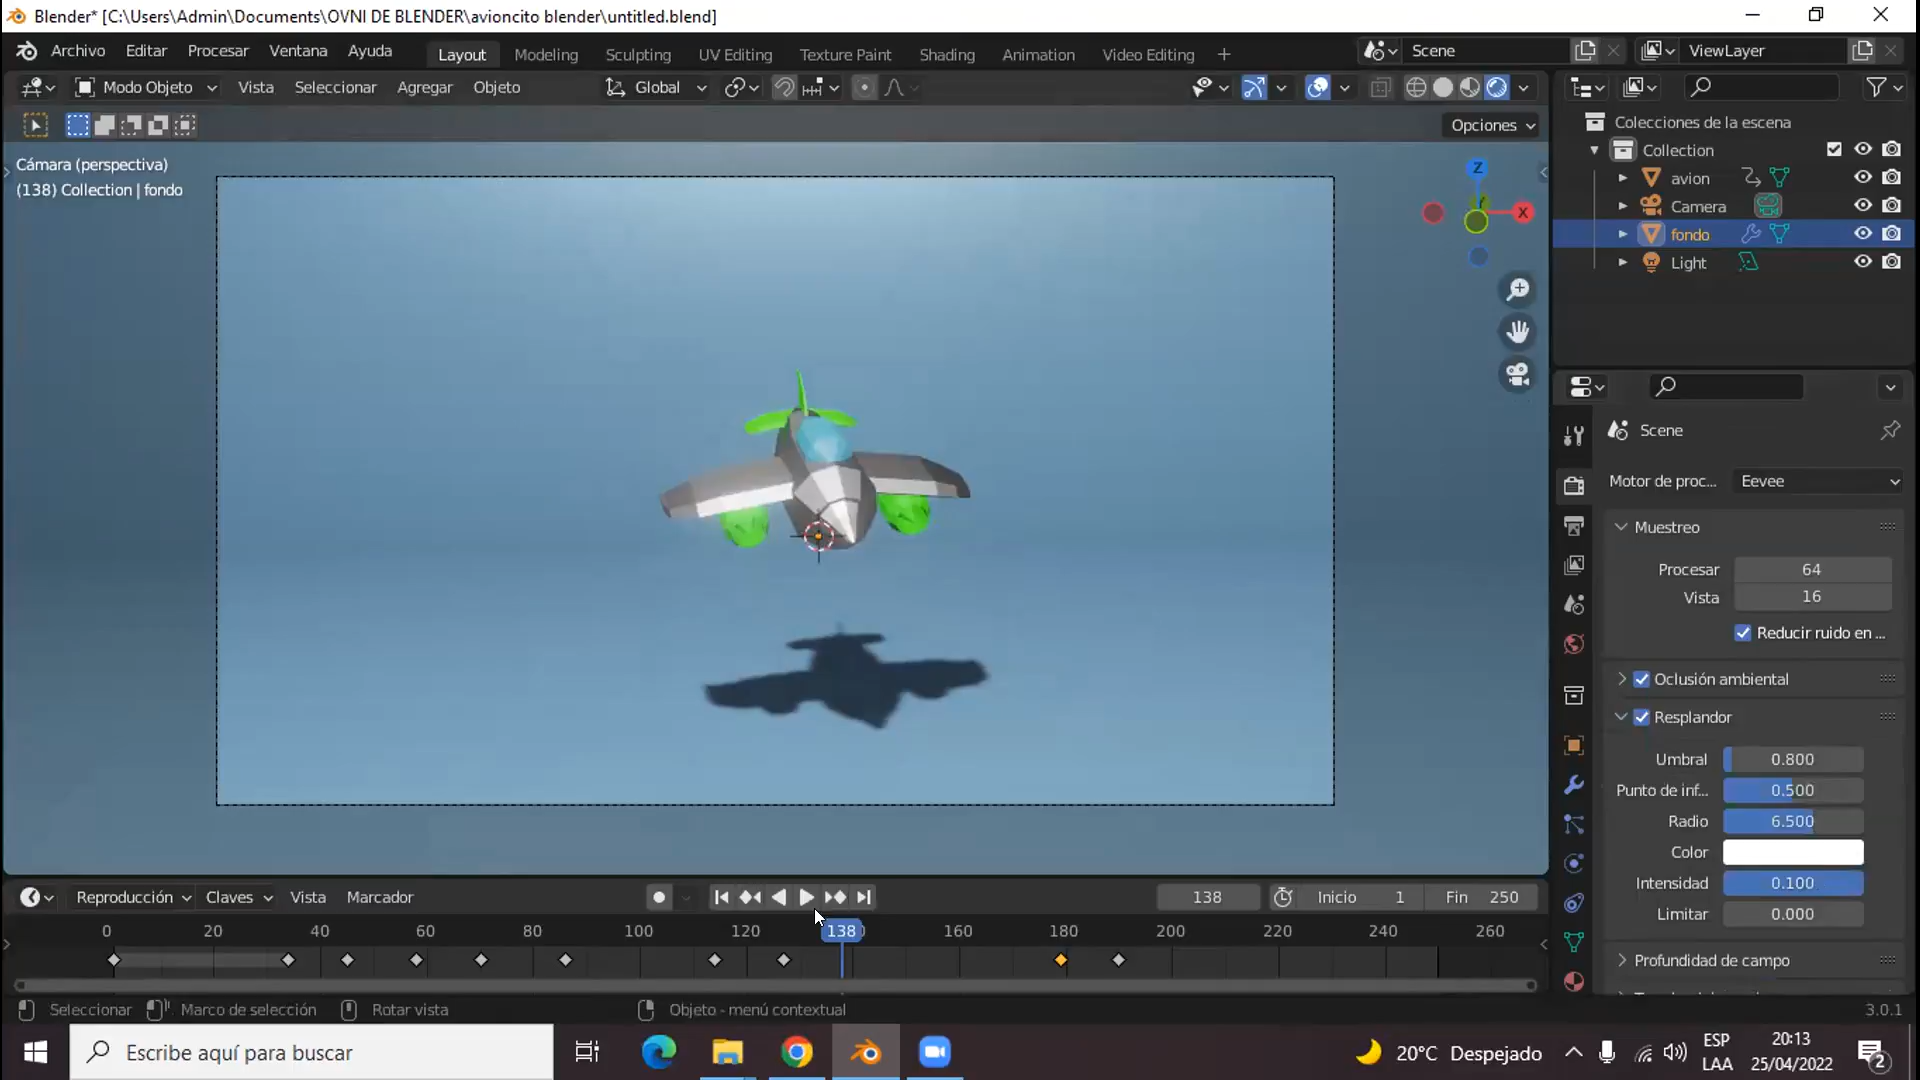 Blender* [C:\Users\Admin\Documents\OVNI DE BLENDER\avioncito blender\untitled.blend]
Archivo Editar Procesar Ventana Ayuda Layout Modeling Sculpting UV Editing Texture Paint Shading Animation Video Editing + Scene ViewLayer
Modo Objeto Vista Seleccionar Agregar Objeto Global
Opciones
Cámara (perspectiva)
(138) Collection | fondo
Z
X
Colecciones de la escena
Collection
avion
Camera
fondo
Light
Scene
Motor de proc... Eevee
Muestreo
Procesar 64
Vista 16
Reducir ruido en ...
Oclusión ambiental
Resplandor
Umbral 0.800
Punto de inf... 0.500
Radio 6.500
Color
Intensidad 0.100
Limitar 0.000
Profundidad de campo
Reproducción Claves Vista Marcador 138 Inicio 1 Fin 250
0 20 40 60 80 100 120 138 160 180 200 220 240 260
Seleccionar Marco de selección Rotar vista Objeto - menú contextual 3.0.1
Escribe aquí para buscar
20°C Despejado
ESP
LAA
20:13
25/04/2022
2